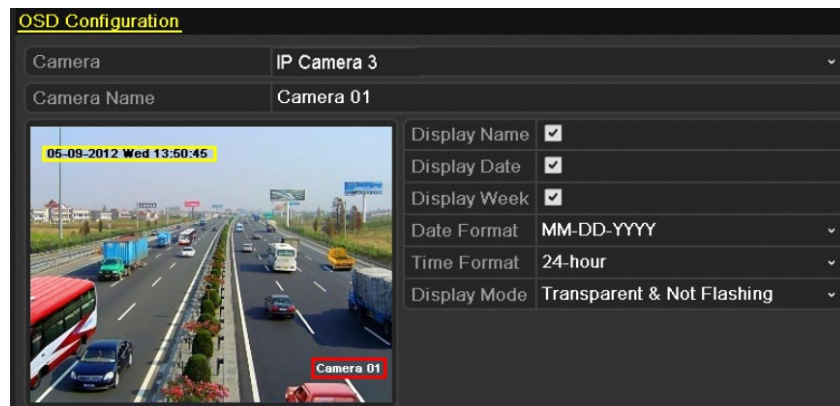 OSD Configuration
Camera IP Camera 3
Camera Name Camera 01
05-09-2012 Wed 13:50:45
Camera 01
Display Name
Display Date
Display Week
Date Format MM-DD-YYYY
Time Format 24-hour
Display Mode Transparent & Not Flashing